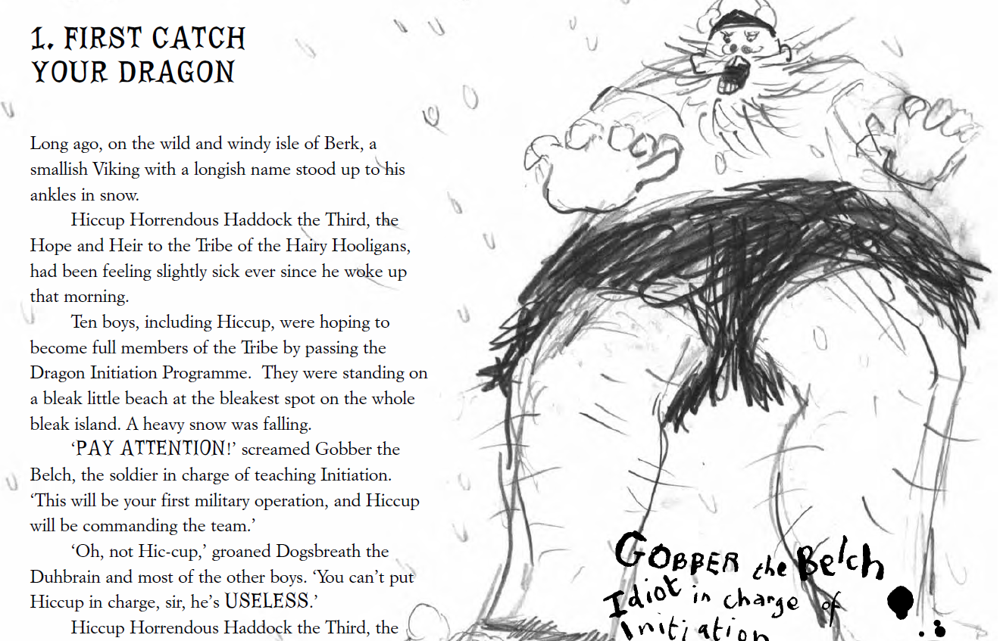 1. FIRST CATCH
YOUR DRAGON
Long ago, on the wild and windy isle of Berk, a
smallish Viking with a longish name stood up to his
ankles in snow.
Hiccup Horrendous Haddock the Third, the
Hope and Heir to the Tribe of the Hairy Hooligans,
had been feeling slightly sick ever since he woke up
that morning.
Ten boys, including Hiccup, were hoping to
become full members of the Tribe by passing the
Dragon Initiation Programme.  They were standing on
a bleak little beach at the bleakest spot on the whole
bleak island. A heavy snow was falling.
‘PAY ATTENTION!’ screamed Gobber the
Belch, the soldier in charge of teaching Initiation.
‘This will be your first military operation, and Hiccup
will be commanding the team.’
‘Oh, not Hic-cup,’ groaned Dogsbreath the
Duhbrain and most of the other boys. ‘You can’t put
Hiccup in charge, sir, he’s USELESS.’
Hiccup Horrendous Haddock the Third, the
GOBBER the Belch
Idiot in charge of
Initiation